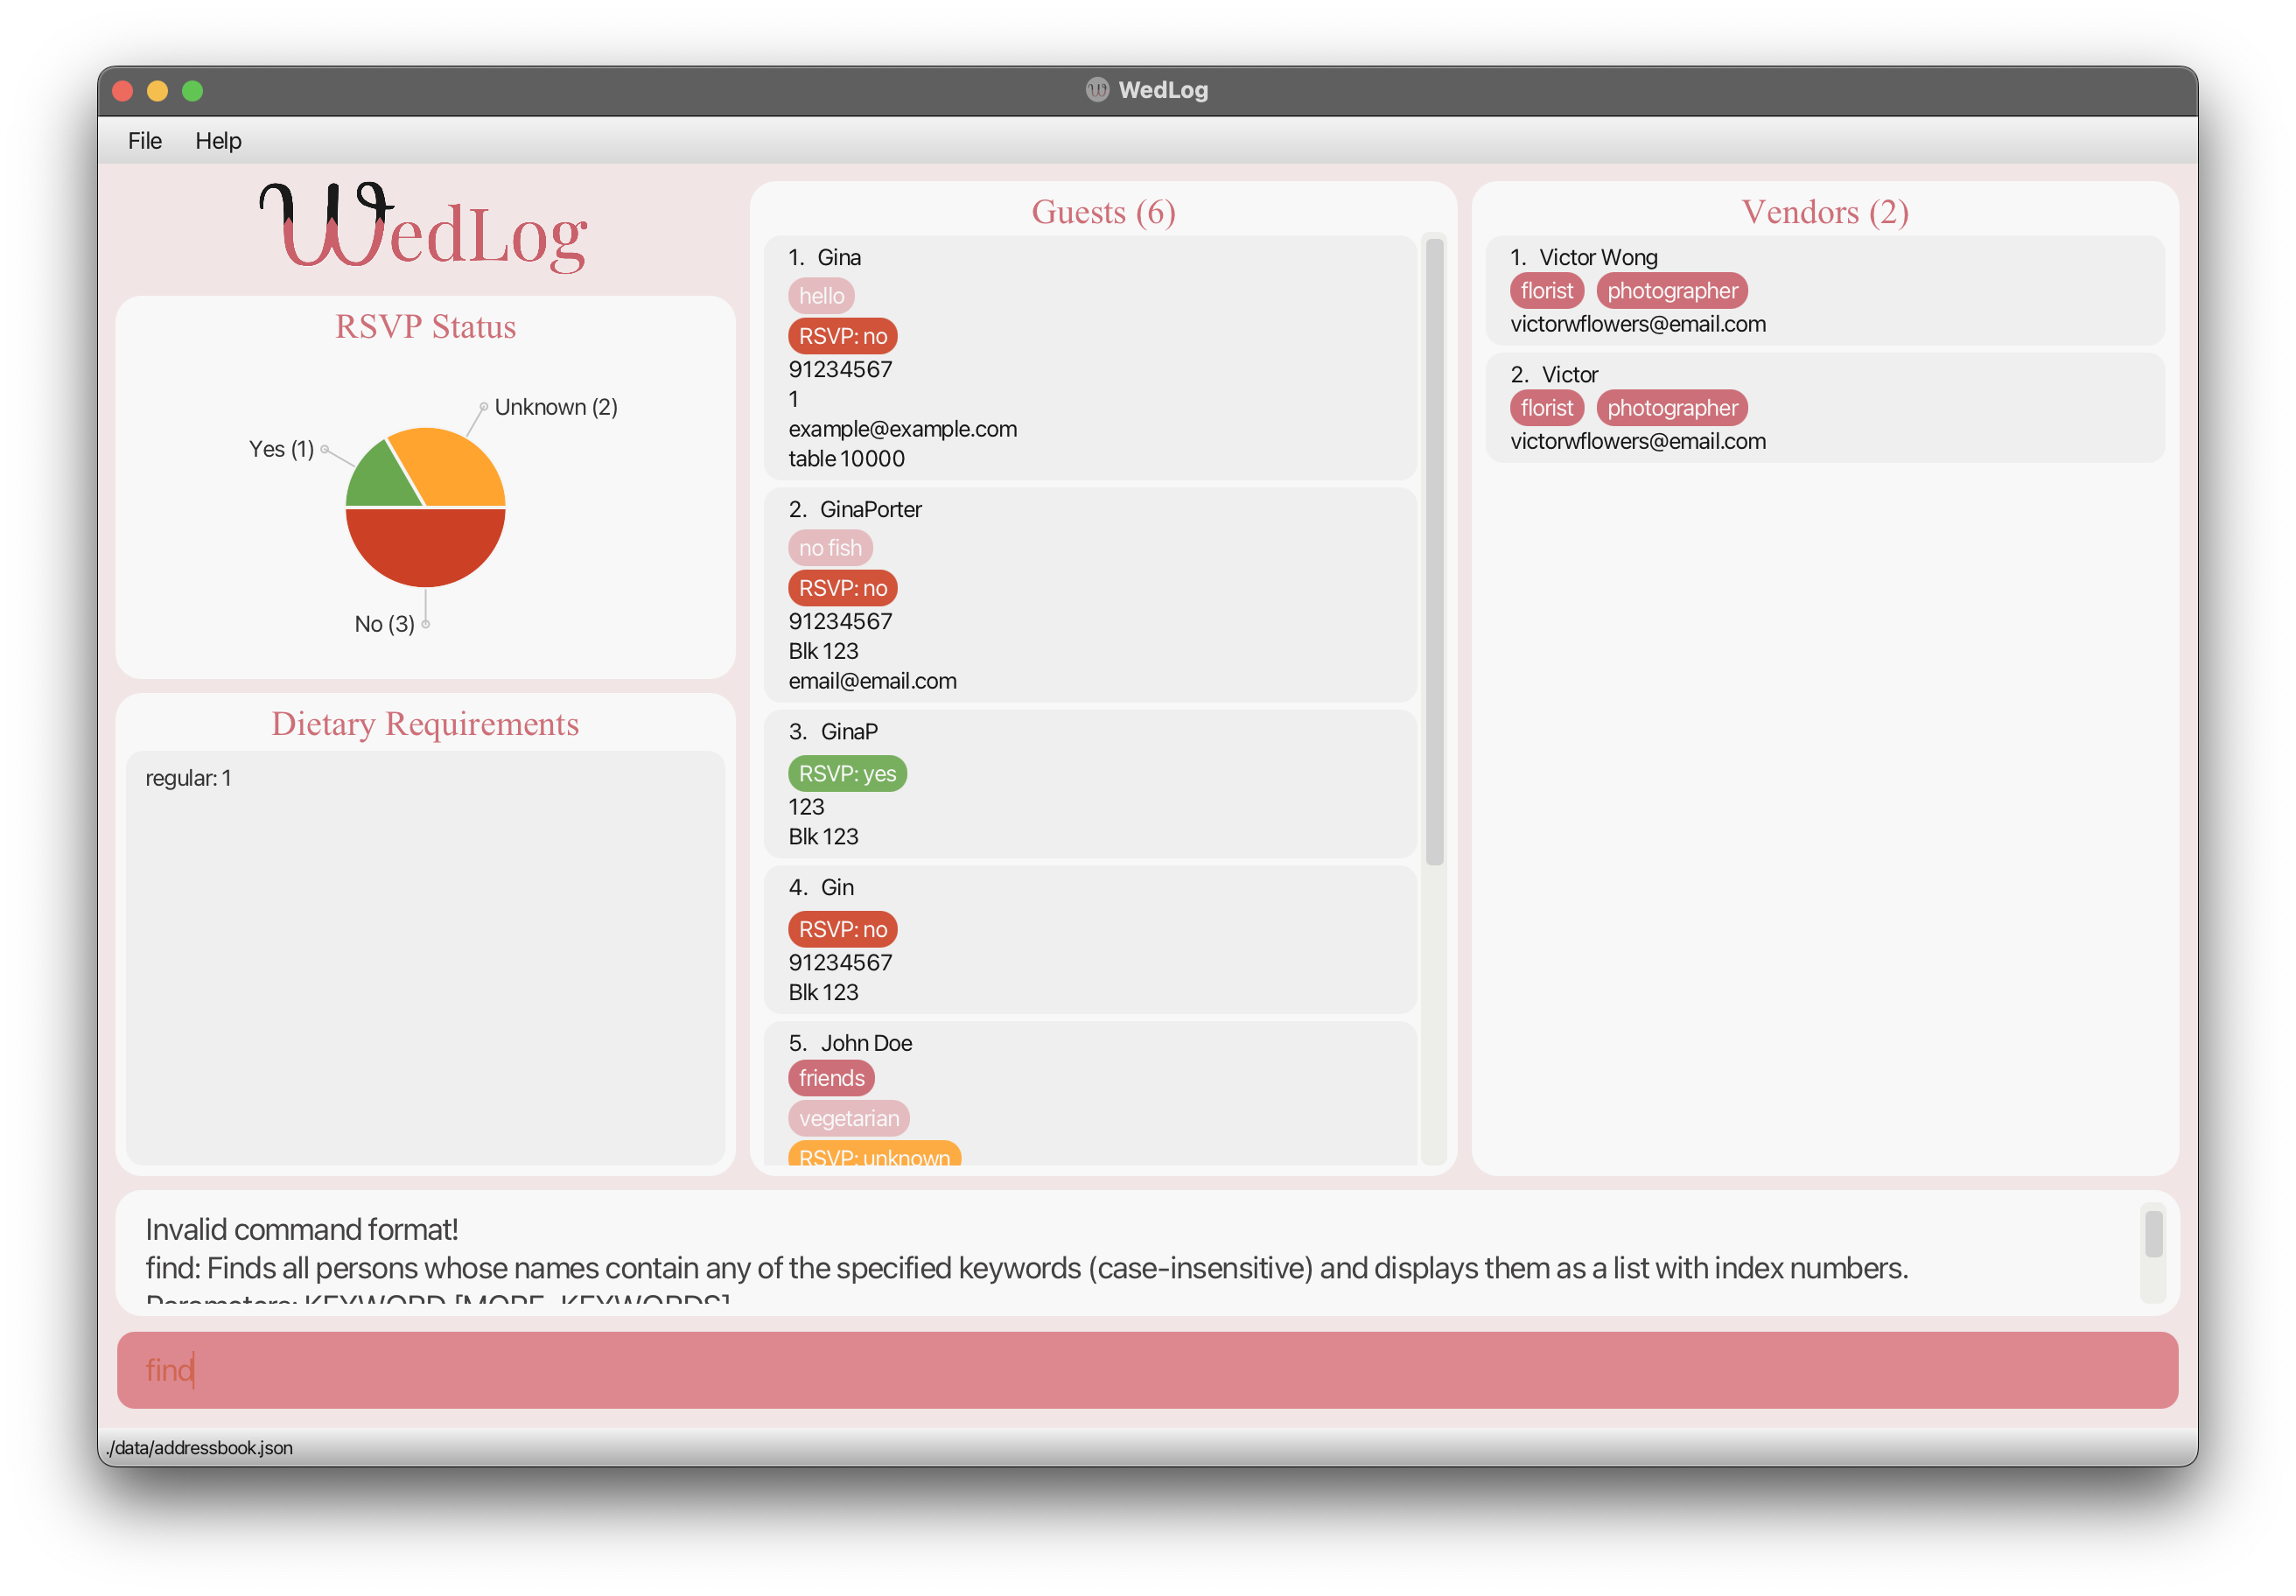 WedLog
File Help
WedLog
RSVP Status
Unknown (2)
Yes (1)
No (3)
Dietary Requirements
regular: 1
Guests (6)
1. Gina
hello
RSVP: no
91234567
1
example@example.com
table 10000
2. GinaPorter
no fish
RSVP: no
91234567
Blk 123
email@email.com
3. GinaP
RSVP: yes
123
Blk 123
4. Gin
RSVP: no
91234567
Blk 123
5. John Doe
friends
vegetarian
RSVP: unknown
Vendors (2)
1. Victor Wong
florist photographer
victorwflowers@email.com
2. Victor
florist photographer
victorwflowers@email.com
Invalid command format!
find: Finds all persons whose names contain any of the specified keywords (case-insensitive) and displays them as a list with index numbers.
Parameters: KEYWORD [MORE_KEYWORDS]
find
./data/addressbook.json